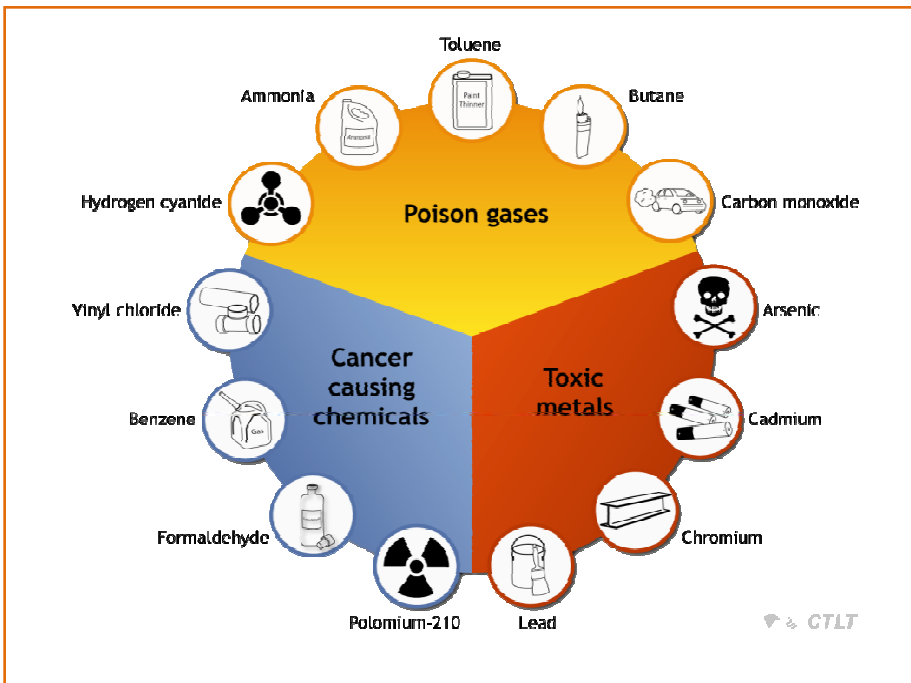 Toluene
Ammonia
Butane
Paint
Thinner
Ammonia
Hydrogen cyanide
Poison gases
Carbon monoxide
Vinyl chloride
Arsenic
Cancer
causing
chemicals
Toxic
metals
Benzene
Gas
Cadmium
Formaldehyde
Chromium
Polomium-210
Lead
CTLT